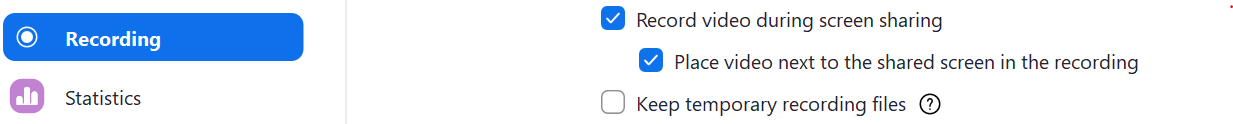 Recording
Statistics
Record video during screen sharing
Place video next to the shared screen in the recording
Keep temporary recording files ?